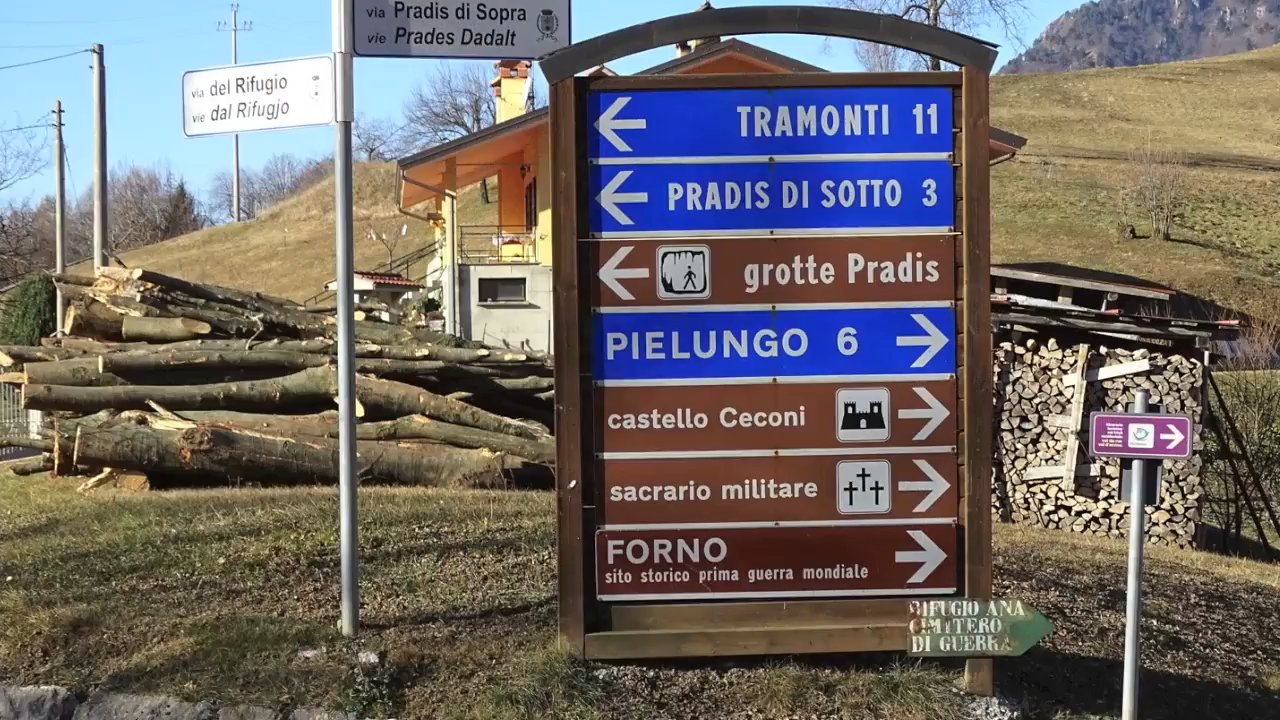 via Pradis di Sopra
vie Prades Dadalt
via del Rifugio
vie dal Rifugjo
TRAMONTI 11
PRADIS DI SOTTO 3
grotte Pradis
PIELUNGO 6
castello Ceconi
sacrario militare
FORNO
sito storico prima guerra mondiale
RIFUGIO ANA
CIMITERO
DI GUERRA